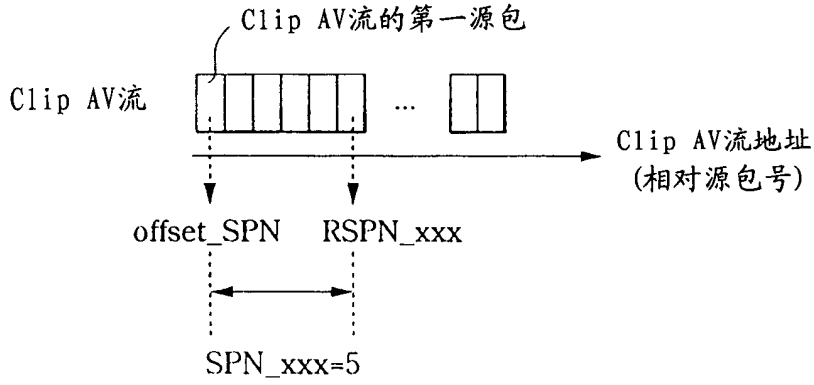 Clip AV流的第一源包
Clip AV流
...
Clip AV流地址
(相对源包号)
offset_SPN
RSPN_xxx
SPN_xxx=5